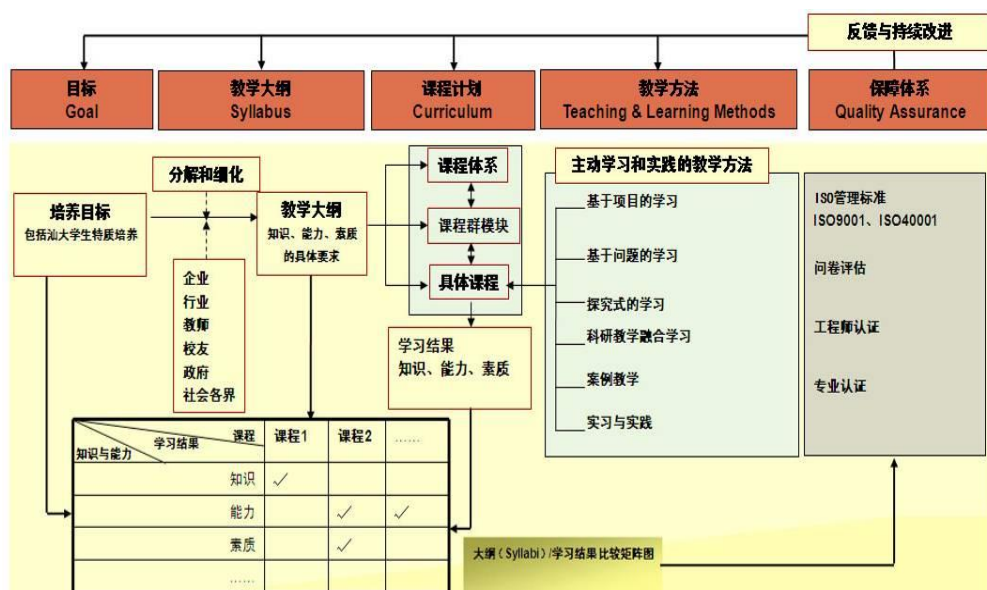 反馈与持续改进
目标
Goal
教学大纲
Syllabus
课程计划
Curriculum
教学方法
Teaching & Learning Methods
保障体系
Quality Assurance
分解和细化
培养目标
包括汕大学生特质培养
企业
行业
教师
校友
政府
社会各界
教学大纲
知识、能力、素质
的具体要求
课程体系
课程群模块
具体课程
学习结果
知识、能力、素质
主动学习和实践的教学方法
基于项目的学习
基于问题的学习
探究式的学习
科研教学融合学习
案例教学
实习与实践
ISO管理标准
ISO9001、ISO40001
问卷评估
工程师认证
专业认证
学习结果 课程 课程1 课程2 ……
知识与能力
知识 ✓
能力 ✓ ✓
素质 ✓
……
大纲（Syllabi）/学习结果比较矩阵图